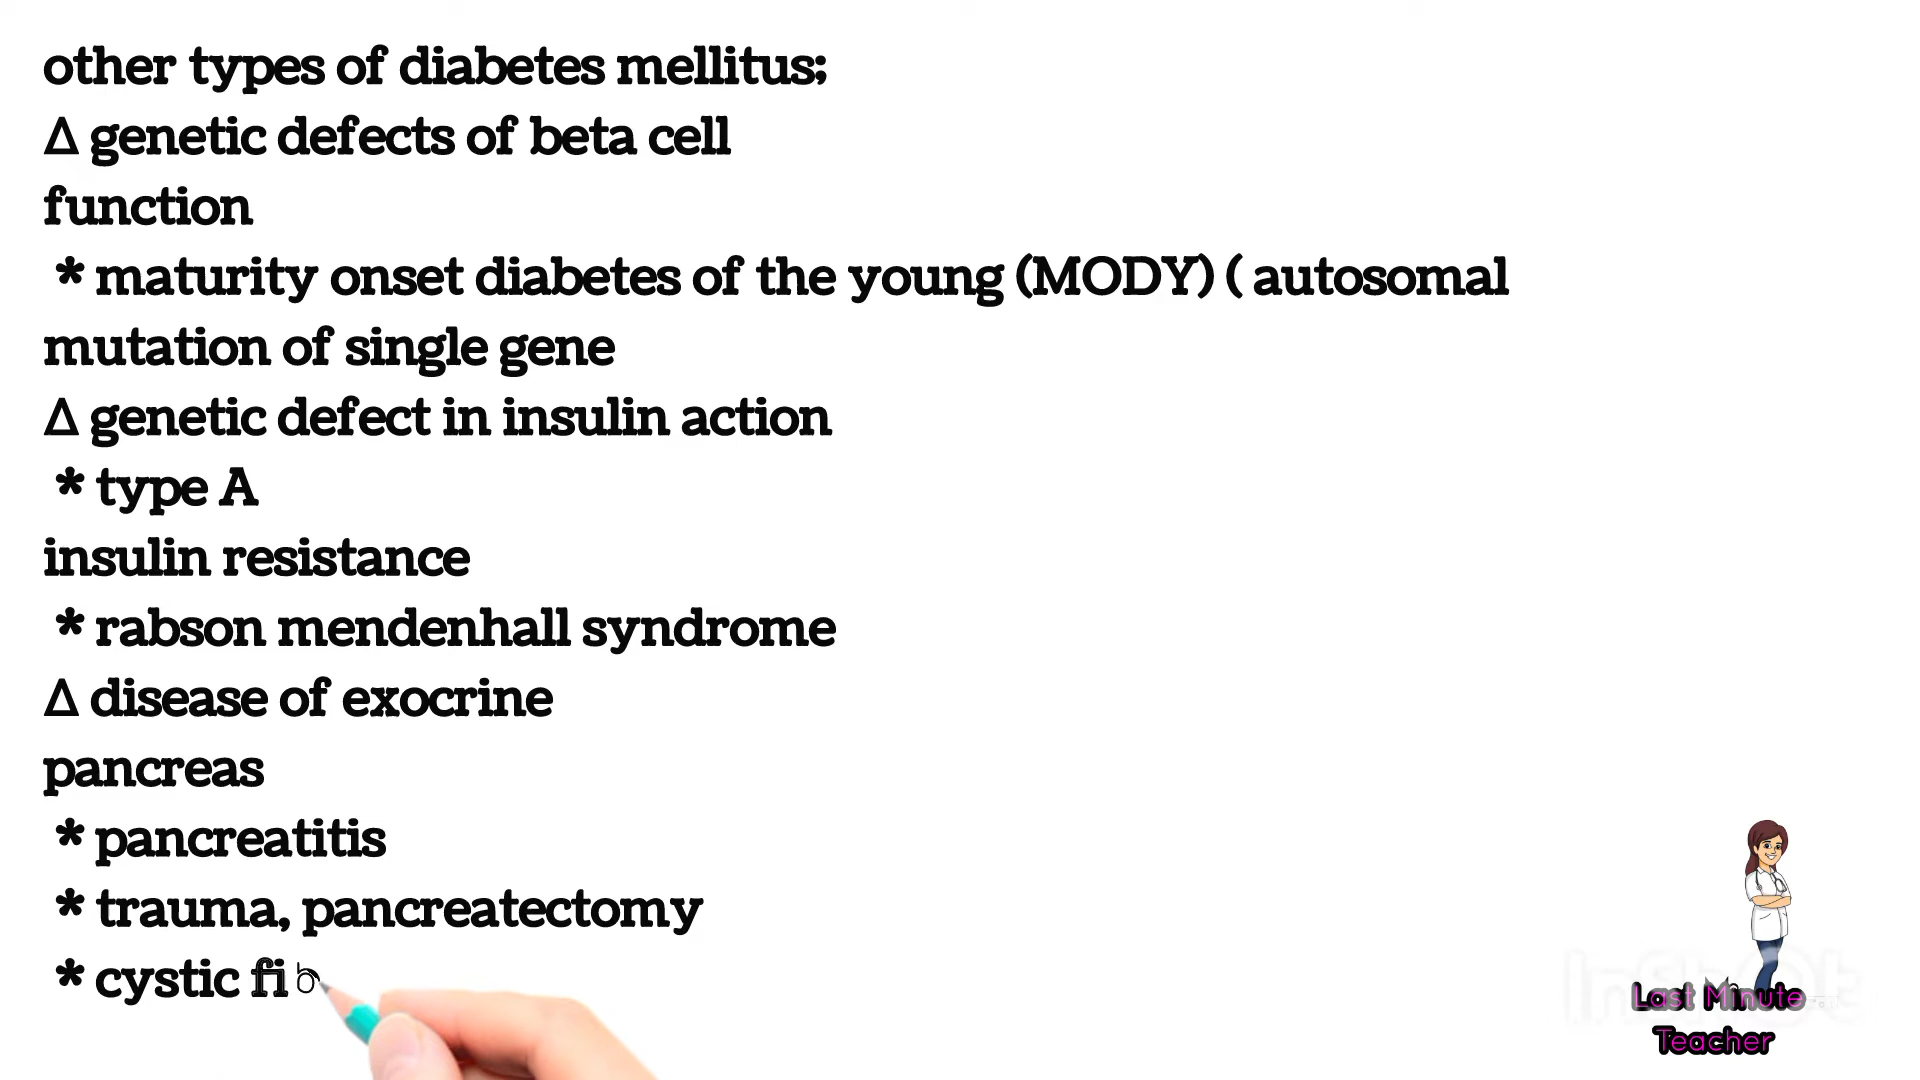 other types of diabetes mellitus;
Δ genetic defects of beta cell
function
* maturity onset diabetes of the young (MODY) ( autosomal
mutation of single gene
Δ genetic defect in insulin action
* type A
insulin resistance
* rabson mendenhall syndrome
Δ disease of exocrine
pancreas
* pancreatitis
* trauma, pancreatectomy
* cystic fib
InShot
Last Minute
Teacher